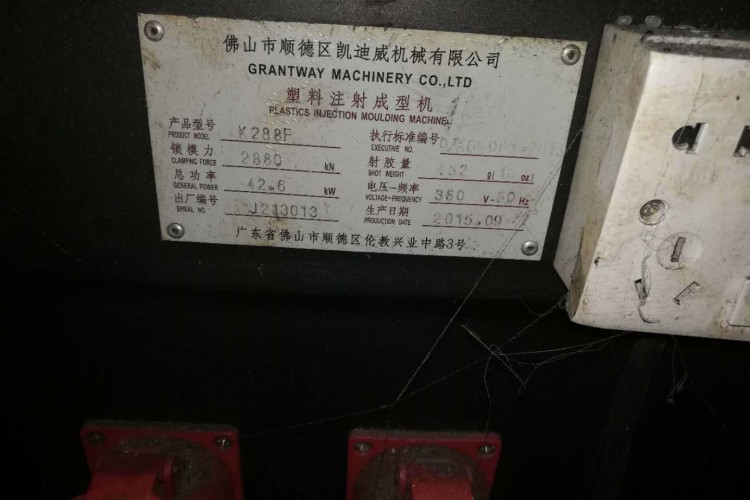 佛山市顺德区凯迪威机械有限公司
GRANTWAY MACHINERY CO.,LTD
塑料注射成型机
PLASTICS INJECTION MOULDING MACHINE
产品型号 K288F 执行标准编号
PRODUCT MODEL EXECUTIVE NO.
锁模力 2880 kN 射胶量 g( oz)
CLAMPING FORCE SHOT WEIGHT
总功率 42.6 kW 电压-频率 380 V-50 Hz
GENERAL POWER VOLTAGE-FREQUENCY
出厂编号 J213013 生产日期 2015.09
SERIAL NO. PRODUCTION DATE
广东省佛山市顺德区伦教兴业中路3号